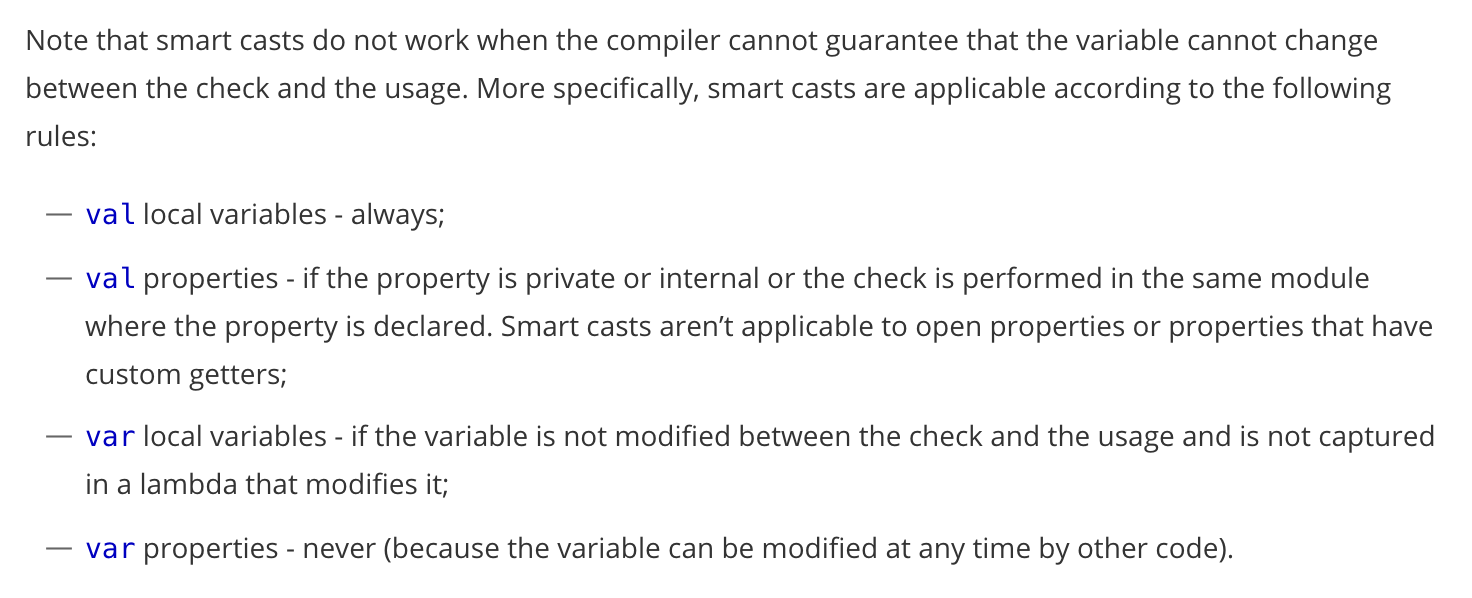 Note that smart casts do not work when the compiler cannot guarantee that the variable cannot change
between the check and the usage. More specifically, smart casts are applicable according to the following
rules:
— val local variables - always;
— val properties - if the property is private or internal or the check is performed in the same module
where the property is declared. Smart casts aren’t applicable to open properties or properties that have
custom getters;
— var local variables - if the variable is not modified between the check and the usage and is not captured
in a lambda that modifies it;
— var properties - never (because the variable can be modified at any time by other code).